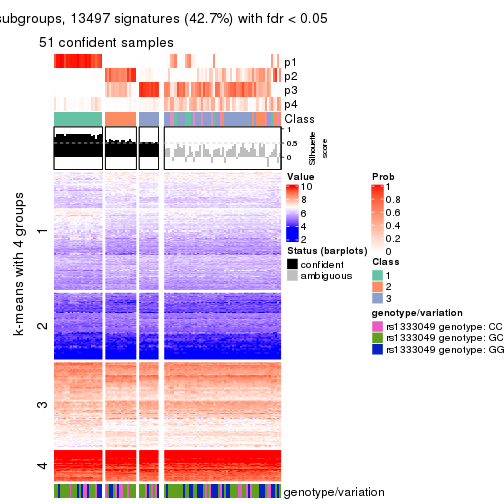 subgroups, 13497 signatures (42.7%) with fdr < 0.05
51 confident samples
p1
p2
p3
p4
Class
1
0.5
0
Silhouette
score
k-means with 4 groups
1
2
3
4
genotype/variation
Value
10
8
6
4
2
Status (barplots)
confident
ambiguous
Prob
1
0.8
0.6
0.4
0.2
0
Class
1
2
3
genotype/variation
rs1333049 genotype: CC
rs1333049 genotype: GC
rs1333049 genotype: GG